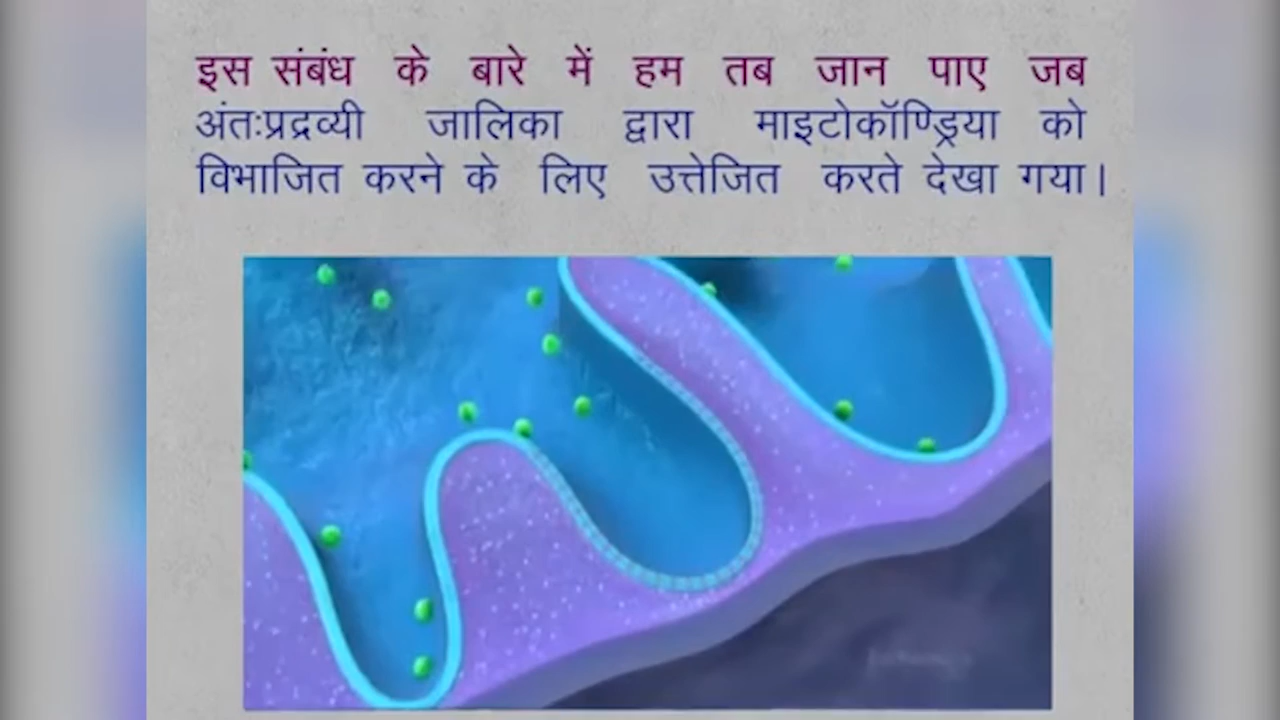 इस संबंध के बारे में हम तब जान पाए जब
अंतःप्रद्रव्यी जालिका द्वारा माइटोकॉण्ड्रिया को
विभाजित करने के लिए उत्तेजित करते देखा गया।